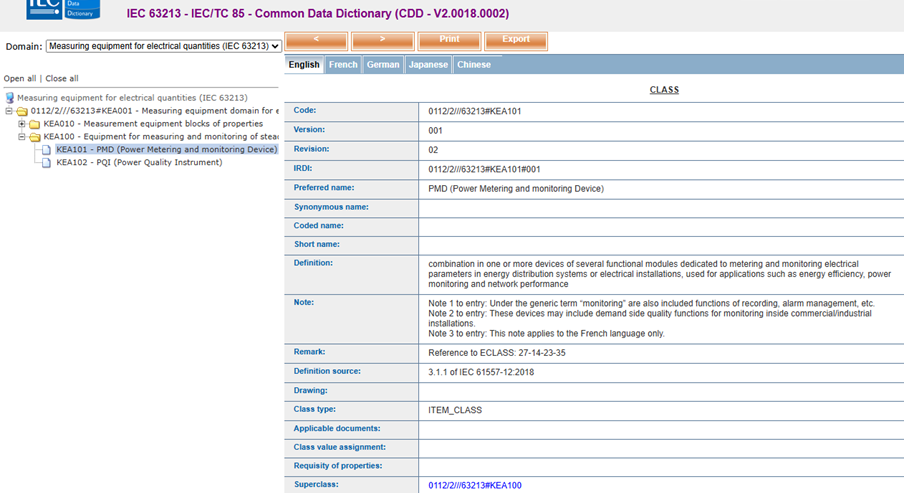 IEC
Data
Dictionary
IEC 63213 - IEC/TC 85 - Common Data Dictionary (CDD - V2.0018.0002)
Domain: Measuring equipment for electrical quantities (IEC 63213)
< > Print Export
Open all | Close all
English French German Japanese Chinese
Measuring equipment for electrical quantities (IEC 63213)
0112/2///63213#KEA001 - Measuring equipment domain for e
KEA010 - Measurement equipment blocks of properties
KEA100 - Equipment for measuring and monitoring of stea
KEA101 - PMD (Power Metering and monitoring Device)
KEA102 - PQI (Power Quality Instrument)
CLASS
Code: 0112/2///63213#KEA101
Version: 001
Revision: 02
IRDI: 0112/2///63213#KEA101#001
Preferred name: PMD (Power Metering and monitoring Device)
Synonymous name:
Coded name:
Short name:
Definition: combination in one or more devices of several functional modules dedicated to metering and monitoring electrical
parameters in energy distribution systems or electrical installations, used for applications such as energy efficiency, power
monitoring and network performance
Note: Note 1 to entry: Under the generic term “monitoring” are also included functions of recording, alarm management, etc.
Note 2 to entry: These devices may include demand side quality functions for monitoring inside commercial/industrial
installations.
Note 3 to entry: This note applies to the French language only.
Remark: Reference to ECLASS: 27-14-23-35
Definition source: 3.1.1 of IEC 61557-12:2018
Drawing:
Class type: ITEM_CLASS
Applicable documents:
Class value assignment:
Requisity of properties:
Superclass: 0112/2///63213#KEA100